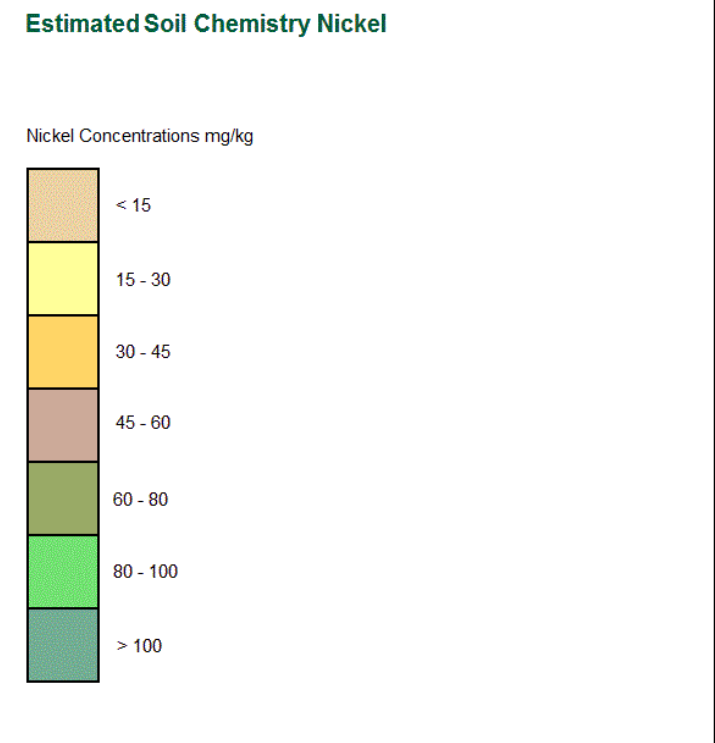 Estimated Soil Chemistry Nickel
Nickel Concentrations mg/kg
< 15
15 - 30
30 - 45
45 - 60
60 - 80
80 - 100
> 100